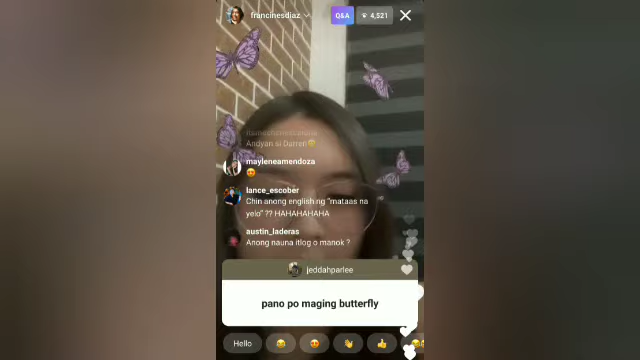 francinesdiaz
Q&A
4,521
Andyan si Darren
mayleneamendoza
lance_escober
Chin anong english ng "mataas na
yelo" ?? HAHAHAHAHA
austin_laderas
Anong nauna itlog o manok ?
jeddahparlee
pano po maging butterfly
Hello